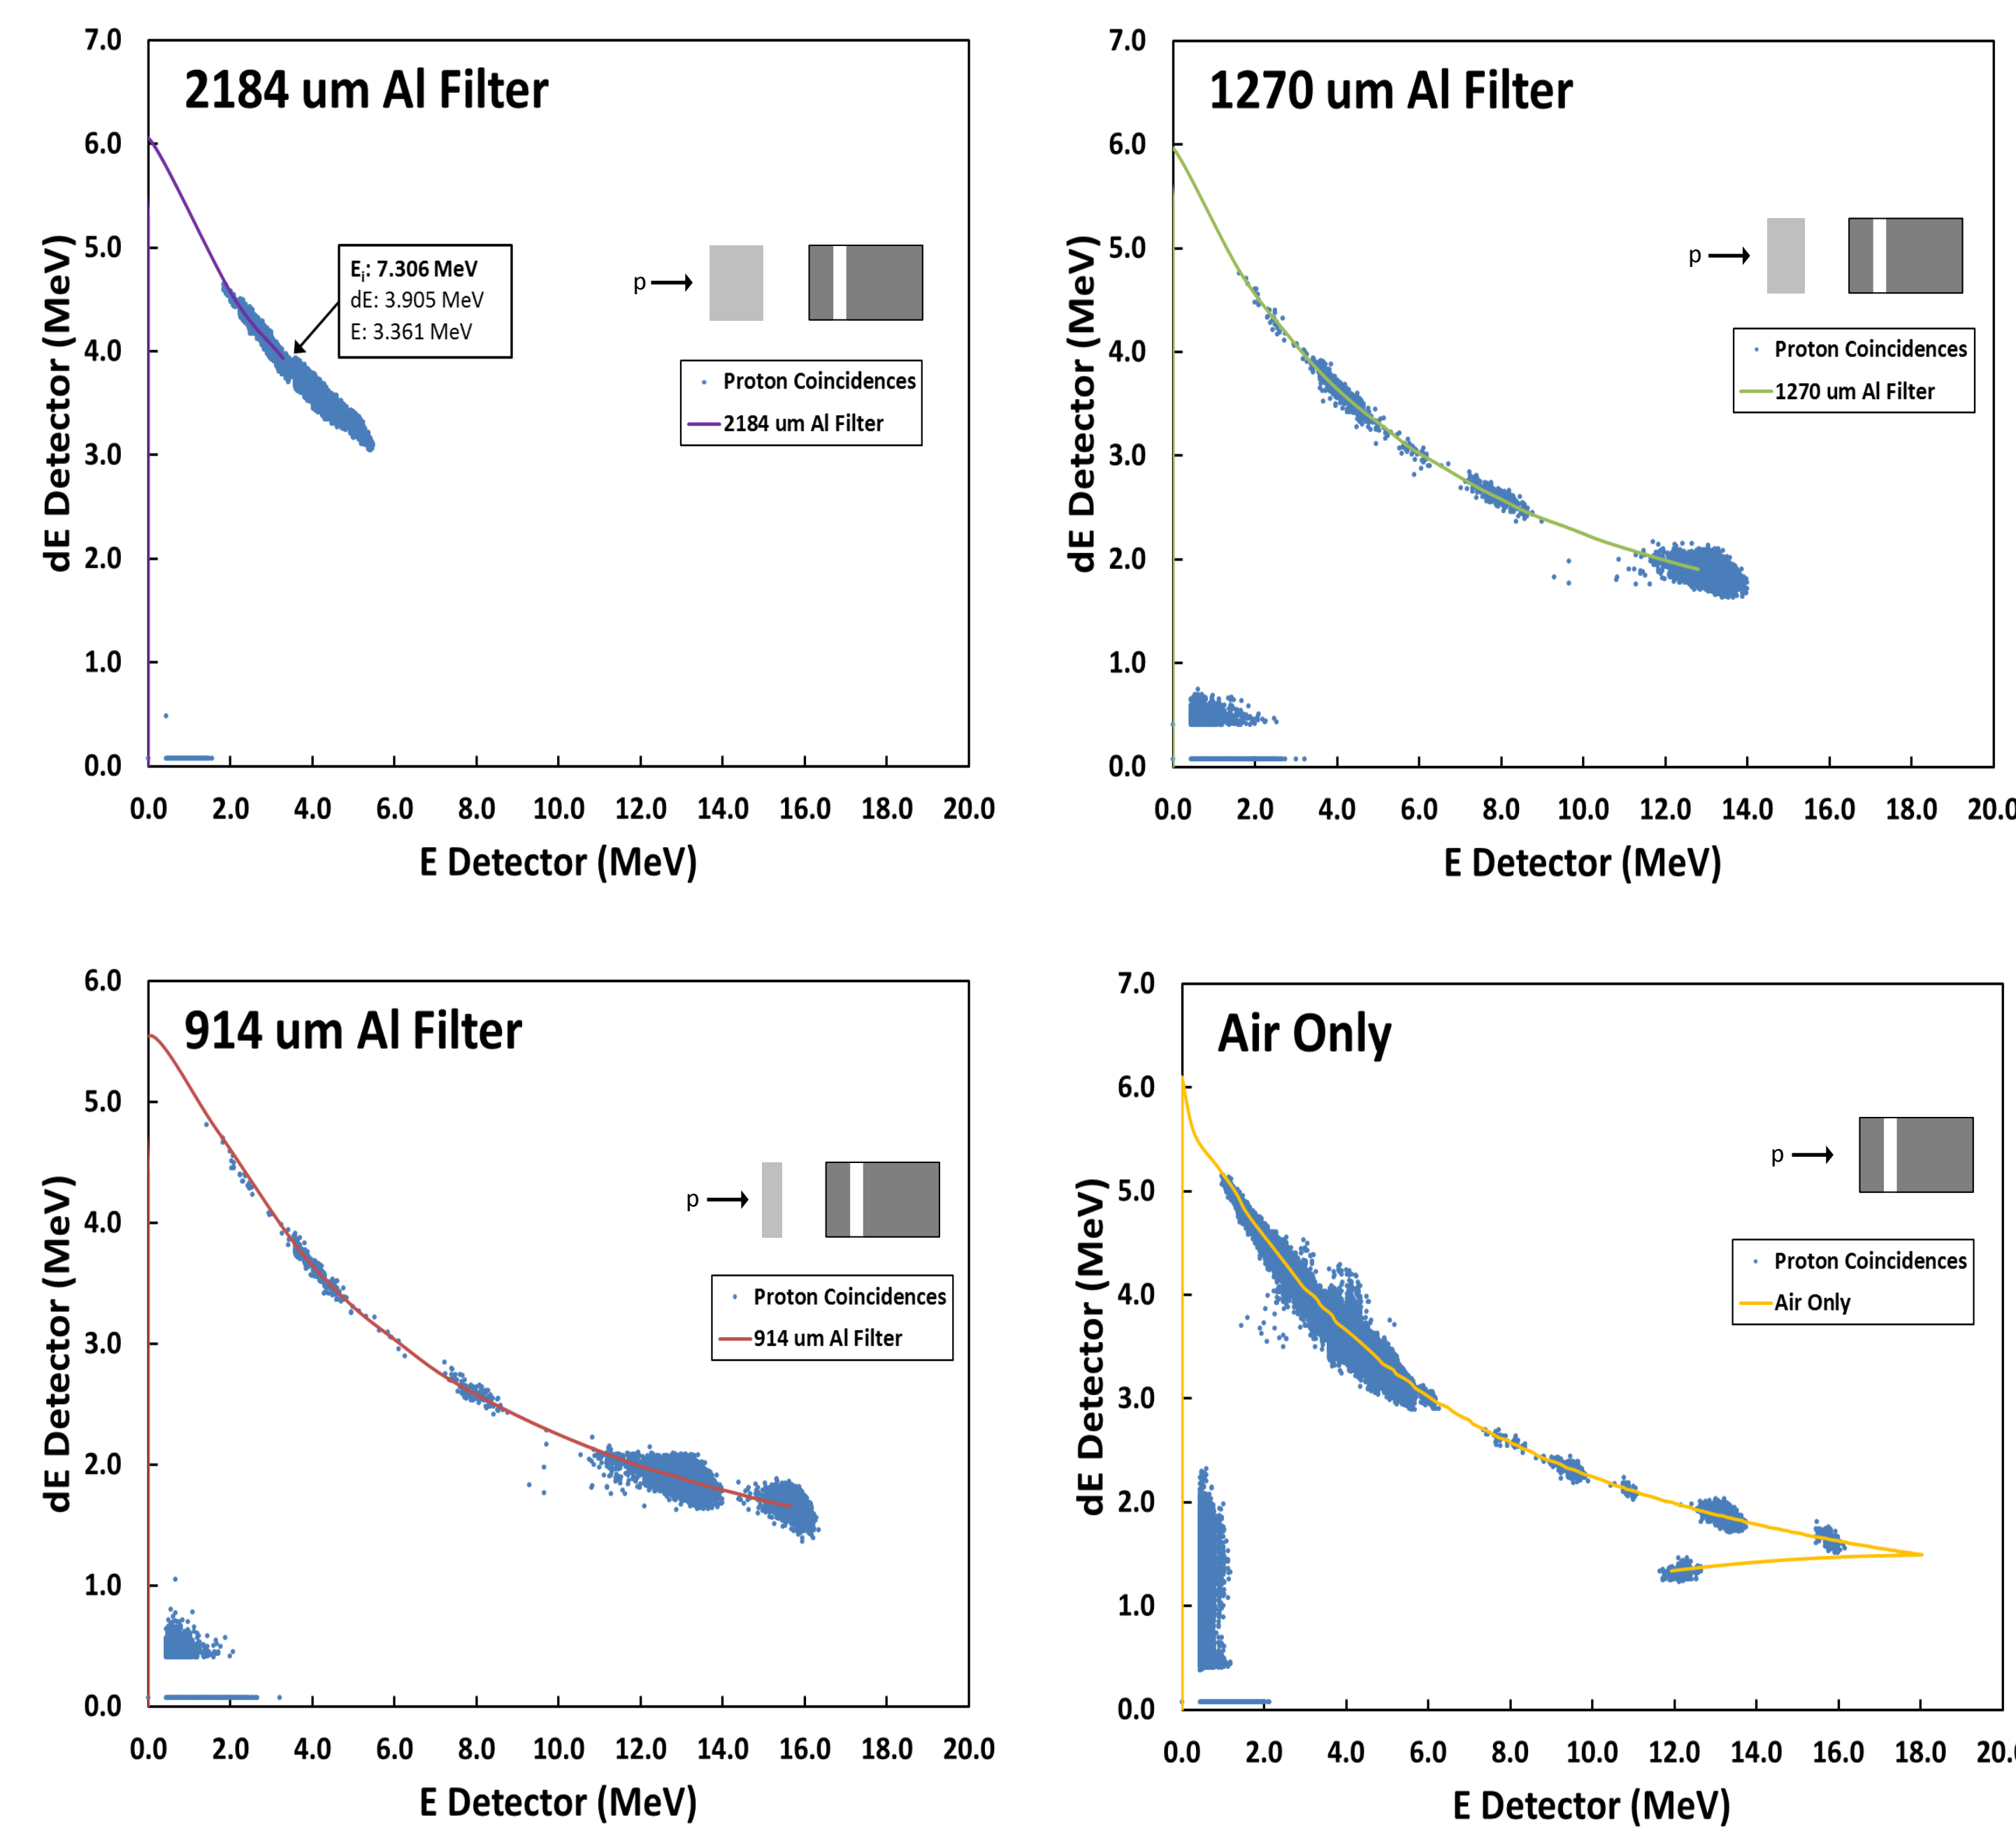 2184 um Al Filter
7.0
6.0
5.0
4.0
3.0
2.0
1.0
0.0
dE Detector (MeV)
Ei: 7.306 MeV
dE: 3.905 MeV
E: 3.361 MeV
p
Proton Coincidences
2184 um Al Filter
0.0 2.0 4.0 6.0 8.0 10.0 12.0 14.0 16.0 18.0 20.0
E Detector (MeV)
1270 um Al Filter
7.0
6.0
5.0
4.0
3.0
2.0
1.0
0.0
dE Detector (MeV)
p
Proton Coincidences
1270 um Al Filter
0.0 2.0 4.0 6.0 8.0 10.0 12.0 14.0 16.0 18.0 20.0
E Detector (MeV)
914 um Al Filter
6.0
5.0
4.0
3.0
2.0
1.0
0.0
dE Detector (MeV)
p
Proton Coincidences
914 um Al Filter
0.0 2.0 4.0 6.0 8.0 10.0 12.0 14.0 16.0 18.0 20.0
E Detector (MeV)
Air Only
7.0
6.0
5.0
4.0
3.0
2.0
1.0
0.0
dE Detector (MeV)
p
Proton Coincidences
Air Only
0.0 2.0 4.0 6.0 8.0 10.0 12.0 14.0 16.0 18.0 20.
E Detector (MeV)